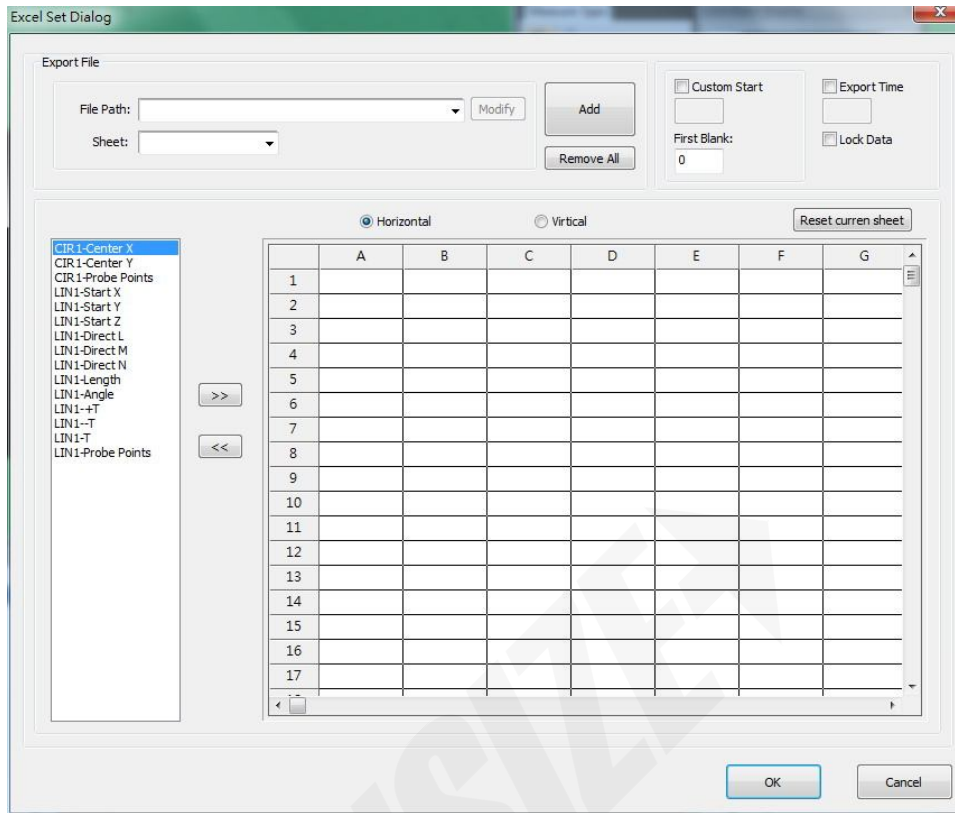 Excel Set Dialog
Export File
File Path:
Modify
Add
Custom Start
Export Time
Sheet:
Remove All
First Blank:
0
Lock Data
Horizontal
Virtical
Reset curren sheet
CIR1-Center X
CIR1-Center Y
CIR1-Probe Points
LIN1-Start X
LIN1-Start Y
LIN1-Start Z
LIN1-Direct L
LIN1-Direct M
LIN1-Direct N
LIN1-Length
LIN1-Angle
LIN1-+T
LIN1--T
LIN1-T
LIN1-Probe Points
>>
<<
A B C D E F G
1
2
3
4
5
6
7
8
9
10
11
12
13
14
15
16
17
OK
Cancel